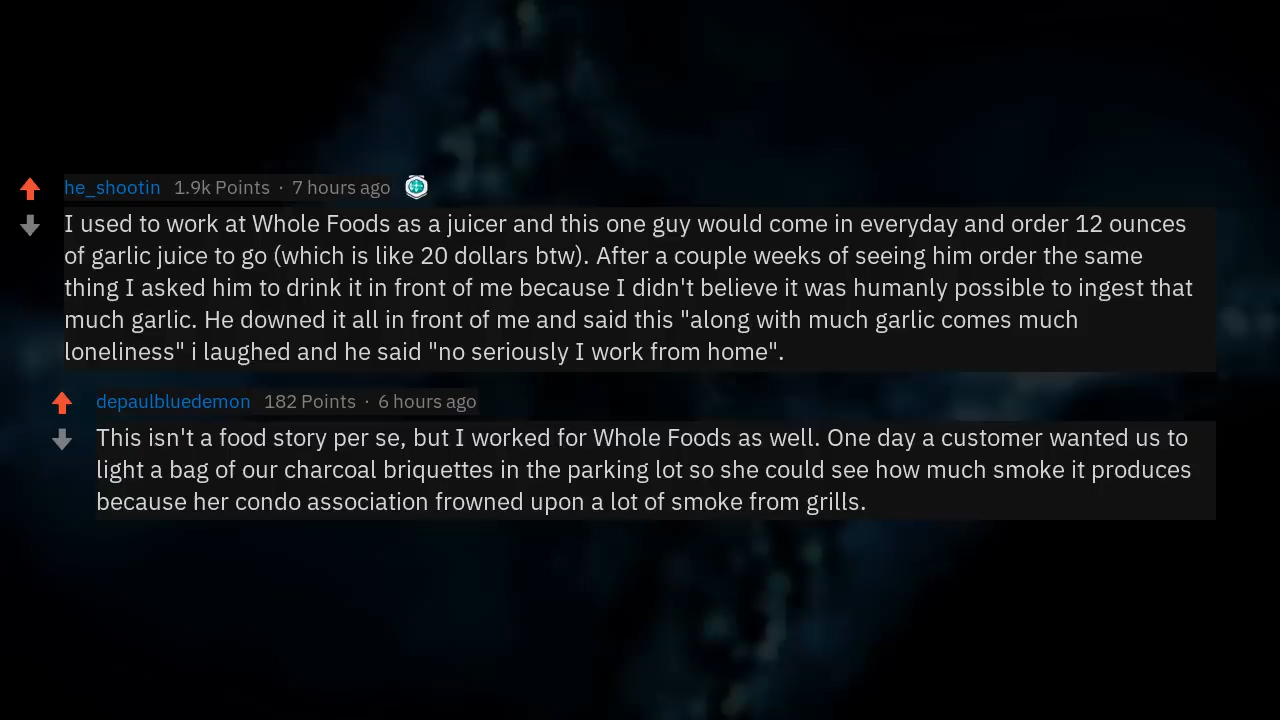 he_shootin 1.9k Points · 7 hours ago
I used to work at Whole Foods as a juicer and this one guy would come in everyday and order 12 ounces
of garlic juice to go (which is like 20 dollars btw). After a couple weeks of seeing him order the same
thing I asked him to drink it in front of me because I didn't believe it was humanly possible to ingest that
much garlic. He downed it all in front of me and said this "along with much garlic comes much
loneliness" i laughed and he said "no seriously I work from home".
depaulbluedemon 182 Points · 6 hours ago
This isn't a food story per se, but I worked for Whole Foods as well. One day a customer wanted us to
light a bag of our charcoal briquettes in the parking lot so she could see how much smoke it produces
because her condo association frowned upon a lot of smoke from grills.